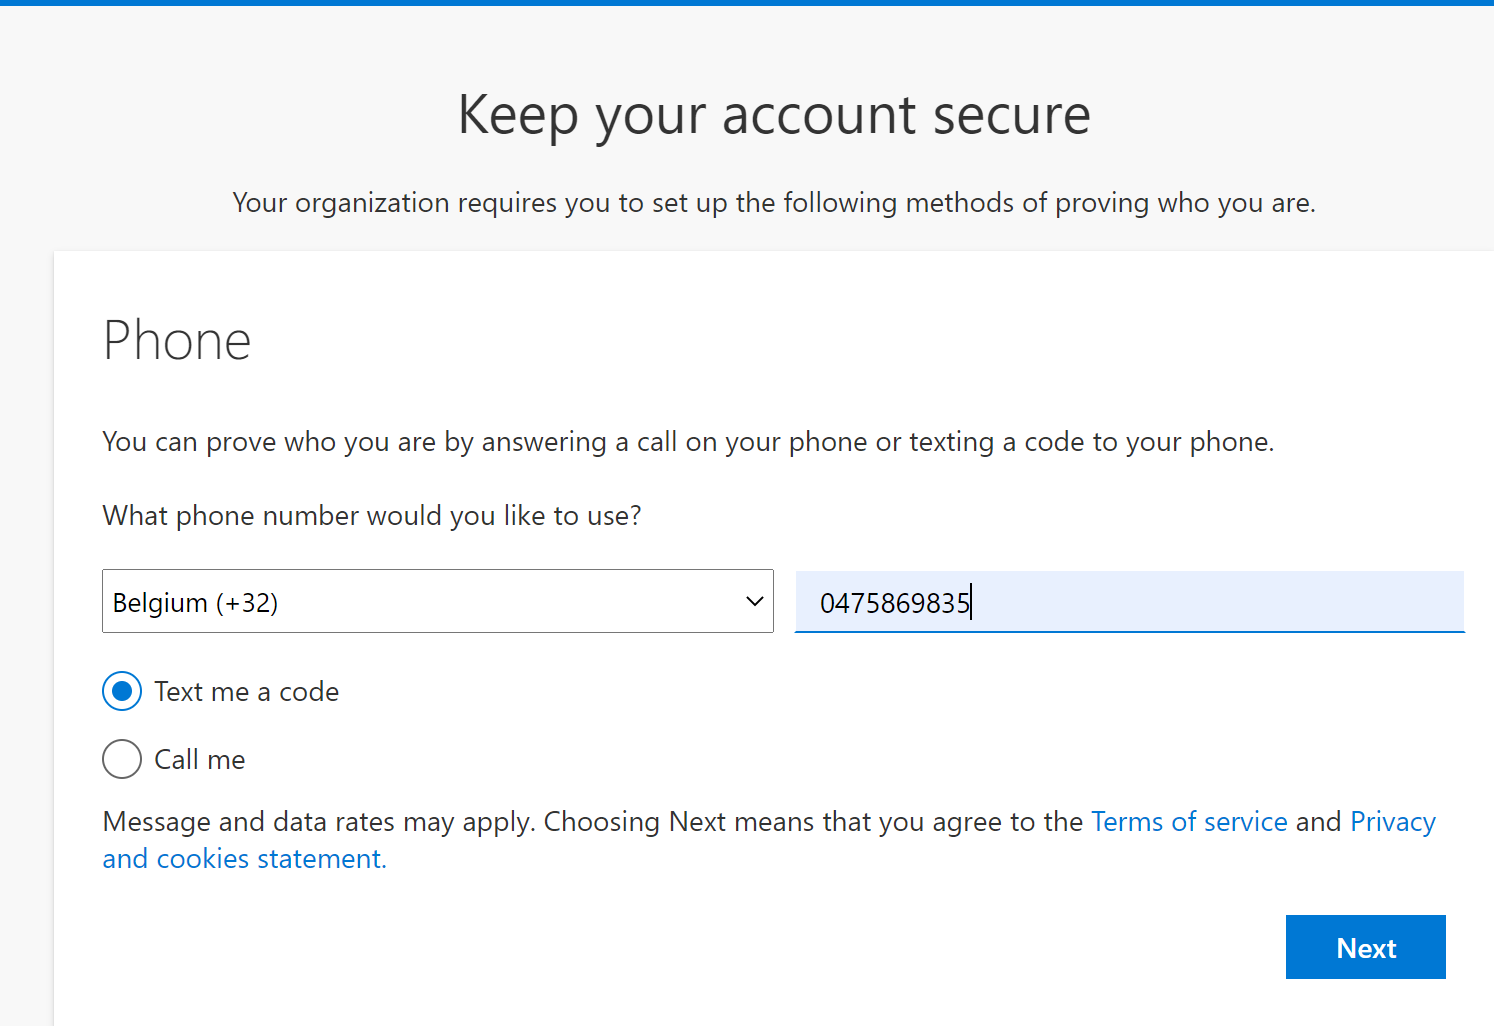 Keep your account secure
Your organization requires you to set up the following methods of proving who you are.
Phone
You can prove who you are by answering a call on your phone or texting a code to your phone.
What phone number would you like to use?
Belgium (+32)
0475869835
Text me a code
Call me
Message and data rates may apply. Choosing Next means that you agree to the Terms of service and Privacy
and cookies statement.
Next